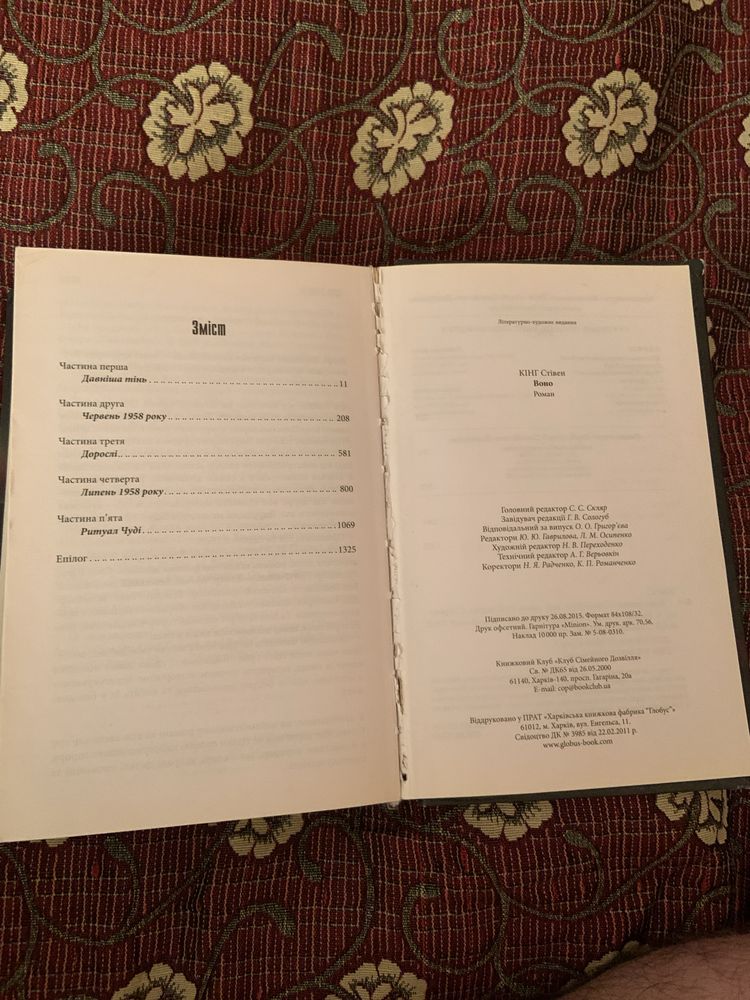 Зміст
Частина перша
Давніша тінь 11
Частина друга
Червень 1958 року 208
Частина третя
Дорослі 581
Частина четверта
Липень 1958 року 800
Частина п'ята
Ритуал Чуді 1069
Епілог 1325
Літературно-художнє видання
КІНГ Стівен
Воно
Роман
Головний редактор С. С. Скляр
Завідувач редакції Г. В. Сологуб
Відповідальний за випуск О. О. Григор'єва
Редактори Ю. Ю. Гаврилова, Л. М. Осипенко
Художній редактор Н. В. Переходенко
Технічний редактор А. Г. Верьовкін
Коректори Н. Я. Радченко, К. П. Романченко
Підписано до друку 26.08.2015. Формат 84х108/32.
Друк офсетний. Гарнітура «Minion». Ум. друк. арк. 70,56.
Наклад 10 000 пр. Зам. № 5-08-0310.
Книжковий Клуб «Клуб Сімейного Дозвілля»
Св. № ДК65 від 26.05.2000
61140, Харків-140, просп. Гагаріна, 20а
E-mail: cop@bookclub.ua
Віддруковано у ПРАТ «Харківська книжкова фабрика "Глобус"»
61012, м. Харків, вул. Енгельса, 11.
Свідоцтво ДК № 3985 від 22.02.2011 р.
www.globus-book.com